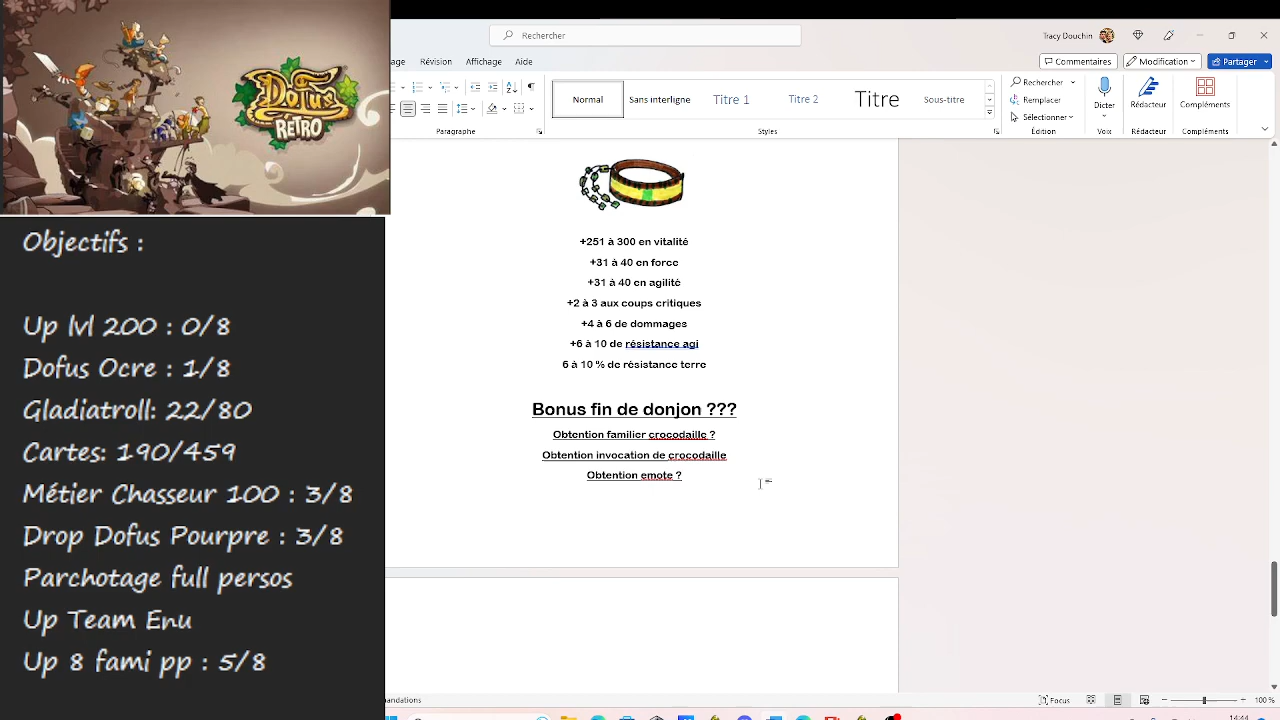 Dofus
RETRO
Objectifs :
Up lvl 200 : 0/8
Dofus Ocre : 1/8
Gladiatroll: 22/80
Cartes: 190/459
Métier Chasseur 100 : 3/8
Drop Dofus Pourpre : 3/8
Parchotage full persos
Up Team Enu
Up 8 fami pp : 5/8
Rechercher
Tracy Douchin
Révision Affichage Aide
Commentaires Modification Partager
Normal Sans interligne Titre 1 Titre 2 Titre Sous-titre
Rechercher
Remplacer
Sélection
Dicter
Rédacteur
Compléments
Paragraphe Styles Édition Voix Rédacteur Compléments
+251 à 300 en vitalité
+31 à 40 en force
+31 à 40 en agilité
+2 à 3 aux coups critiques
+4 à 6 de dommages
+6 à 10 de résistance agi
6 à 10 % de résistance terre
Bonus fin de donjon ???
Obtention familier crocodaille ?
Obtention invocation de crocodaille
Obtention emote ?
Focus 100 %
14:44